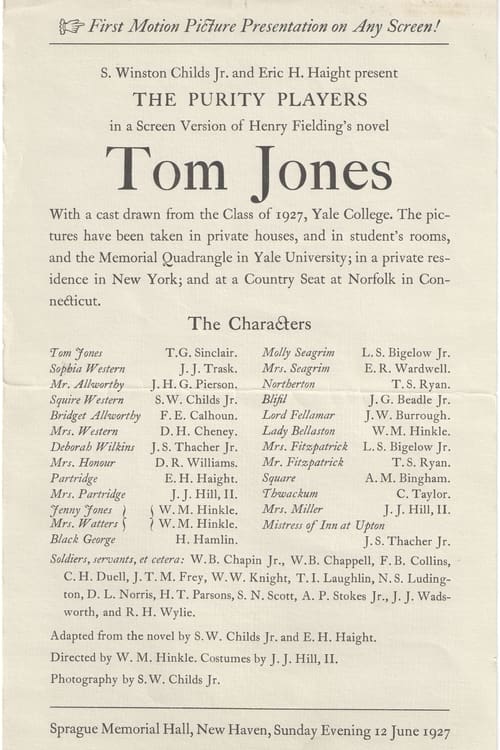 First Motion Picture Presentation on Any Screen!
S. Winston Childs Jr. and Eric H. Haight present
THE PURITY PLAYERS
in a Screen Version of Henry Fielding's novel
Tom Jones
With a cast drawn from the Class of 1927, Yale College. The pic-
tures have been taken in private houses, and in student's rooms,
and the Memorial Quadrangle in Yale University; in a private res-
idence in New York; and at a Country Seat at Norfolk in Con-
necticut.
The Characters
Tom Jones T.G. Sinclair.
Sophia Western J. J. Trask.
Mr. Allworthy J. H. G. Pierson.
Squire Western S.W. Childs Jr.
Bridget Allworthy F. E. Calhoun.
Mrs. Western D. H. Cheney.
Deborah Wilkins J. S. Thacher Jr.
Mrs. Honour D. R. Williams.
Partridge E. H. Haight.
Mrs. Partridge J. J. Hill, II.
Jenny Jones } { W. M. Hinkle.
Mrs. Watters } { W. M. Hinkle.
Black George H. Hamlin.
Molly Seagrim L. S. Bigelow Jr.
Mrs. Seagrim E. R. Wardwell.
Northerton T. S. Ryan.
Blifil J. G. Beadle Jr.
Lord Fellamar J. W. Burrough.
Lady Bellaston W. M. Hinkle.
Mrs. Fitzpatrick L. S. Bigelow Jr.
Mr. Fitzpatrick T. S. Ryan.
Square A. M. Bingham.
Thwackum C. Taylor.
Mrs. Miller J. J. Hill, II.
Mistress of Inn at Upton
J. S. Thacher Jr.
Soldiers, servants, et cetera: W. B. Chapin Jr., W. B. Chappell, F. B. Collins,
C. H. Duell, J. T. M. Frey, W. W. Knight, T. I. Laughlin, N. S. Luding-
ton, D. L. Norris, H. T. Parsons, S. N. Scott, A. P. Stokes Jr., J. J. Wads-
worth, and R. H. Wylie.
Adapted from the novel by S. W. Childs Jr. and E. H. Haight.
Directed by W. M. Hinkle. Costumes by J. J. Hill, II.
Photography by S. W. Childs Jr.
Sprague Memorial Hall, New Haven, Sunday Evening 12 June 1927